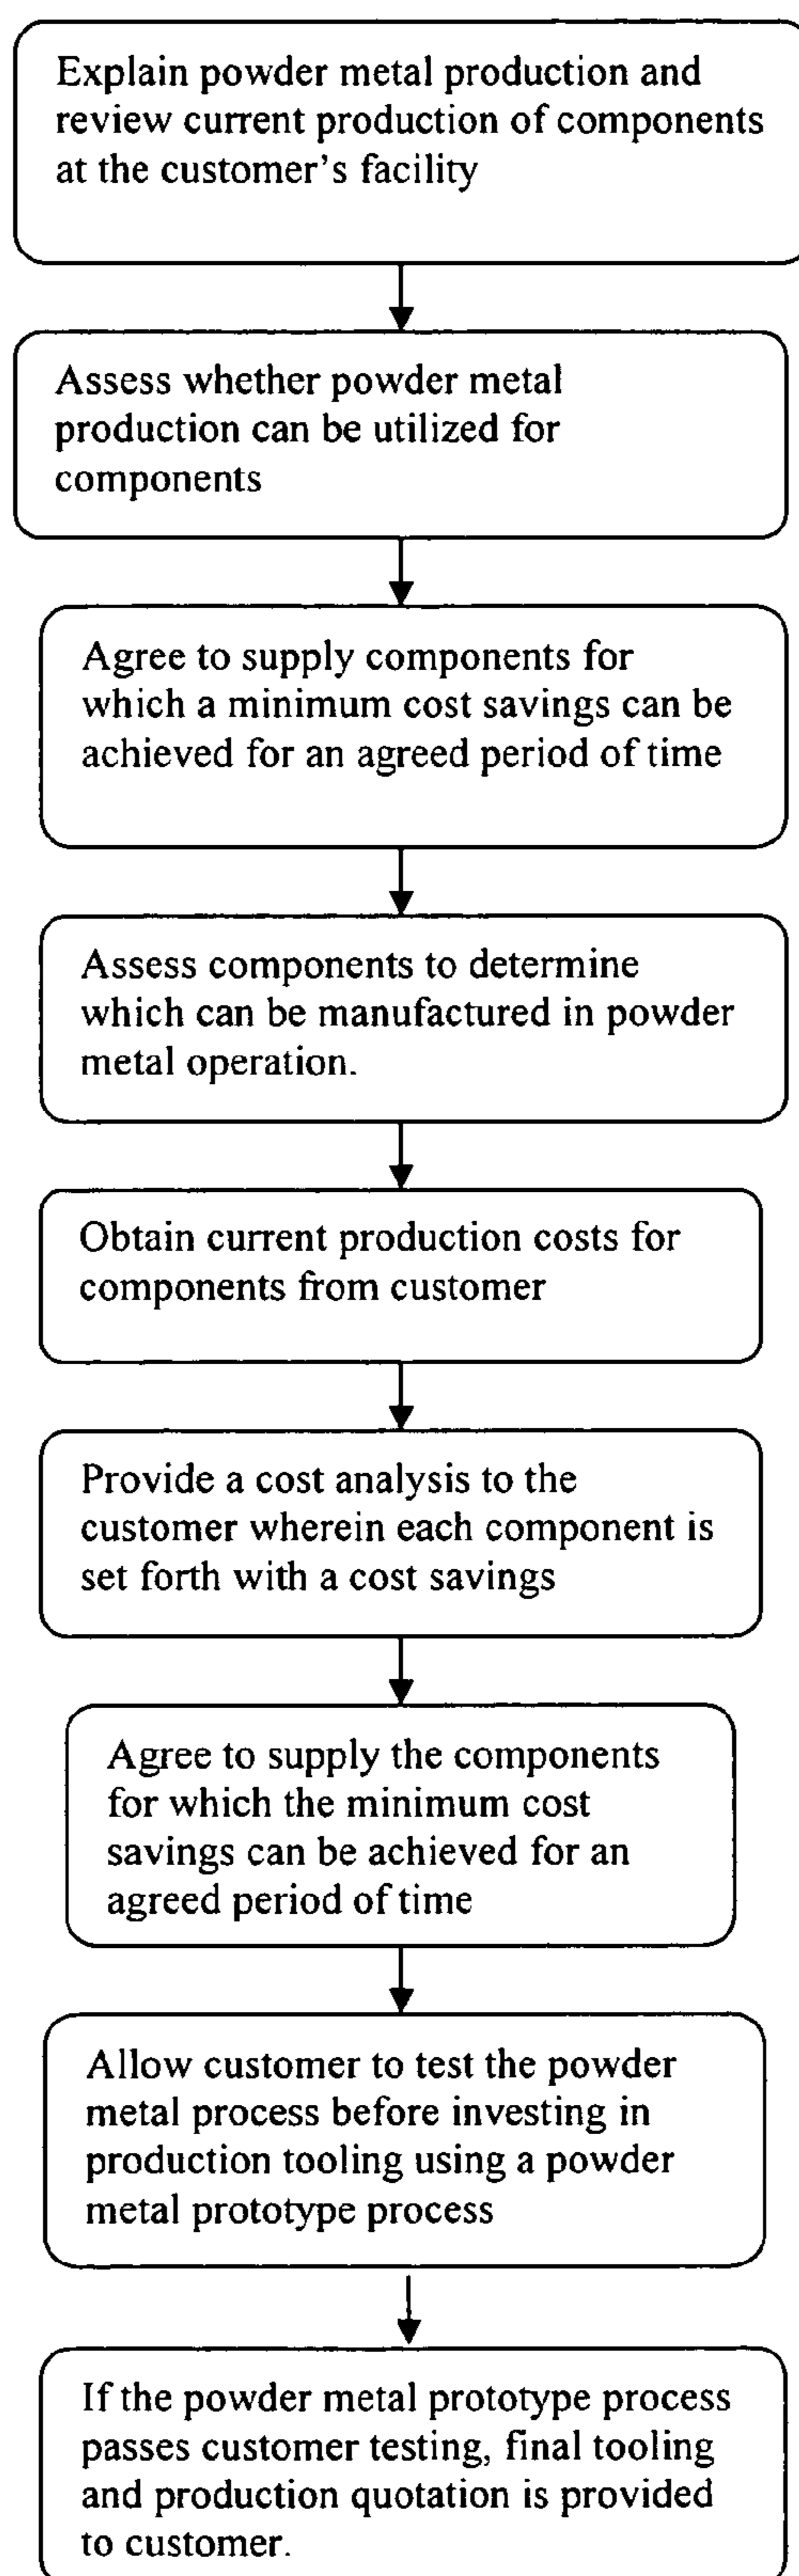 Explain powder metal production and
review current production of components
at the customer's facility
Assess whether powder metal
production can be utilized for
components
Agree to supply components for
which a minimum cost savings can be
achieved for an agreed period of time
Assess components to determine
which can be manufactured in powder
metal operation.
Obtain current production costs for
components from customer
Provide a cost analysis to the
customer wherein each component is
set forth with a cost savings
Agree to supply the components
for which the minimum cost
savings can be achieved for an
agreed period of time
Allow customer to test the powder
metal process before investing in
production tooling using a powder
metal prototype process
If the powder metal prototype process
passes customer testing, final tooling
and production quotation is provided
to customer.